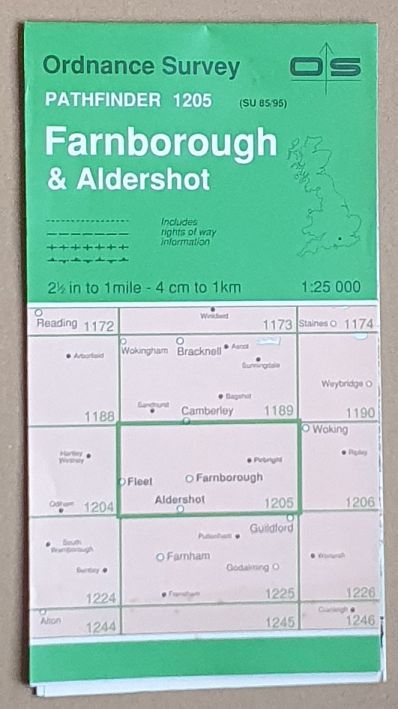 Ordnance Survey OS
PATHFINDER 1205 (SU 85/95)
Farnborough
& Aldershot
Includes
rights of way
information
2½ in to 1mile - 4 cm to 1km 1:25 000
Reading 1172
Winkfield
1173
Staines 1174
Arborfield
Wokingham
Bracknell
Ascot
Sunningdale
Weybridge
Bagshot
Sandhurst
Camberley
1188
1189
1190
Woking
Hartley
Wintney
Pirbright
Ripley
Fleet
Farnborough
Odiham
Aldershot
1204
1205
1206
Guildford
South
Warnborough
Puttenham
Farnham
Wonersh
Bentley
Godalming
Frensham
1224
1225
1226
Alton
Cranleigh
1244
1245
1246